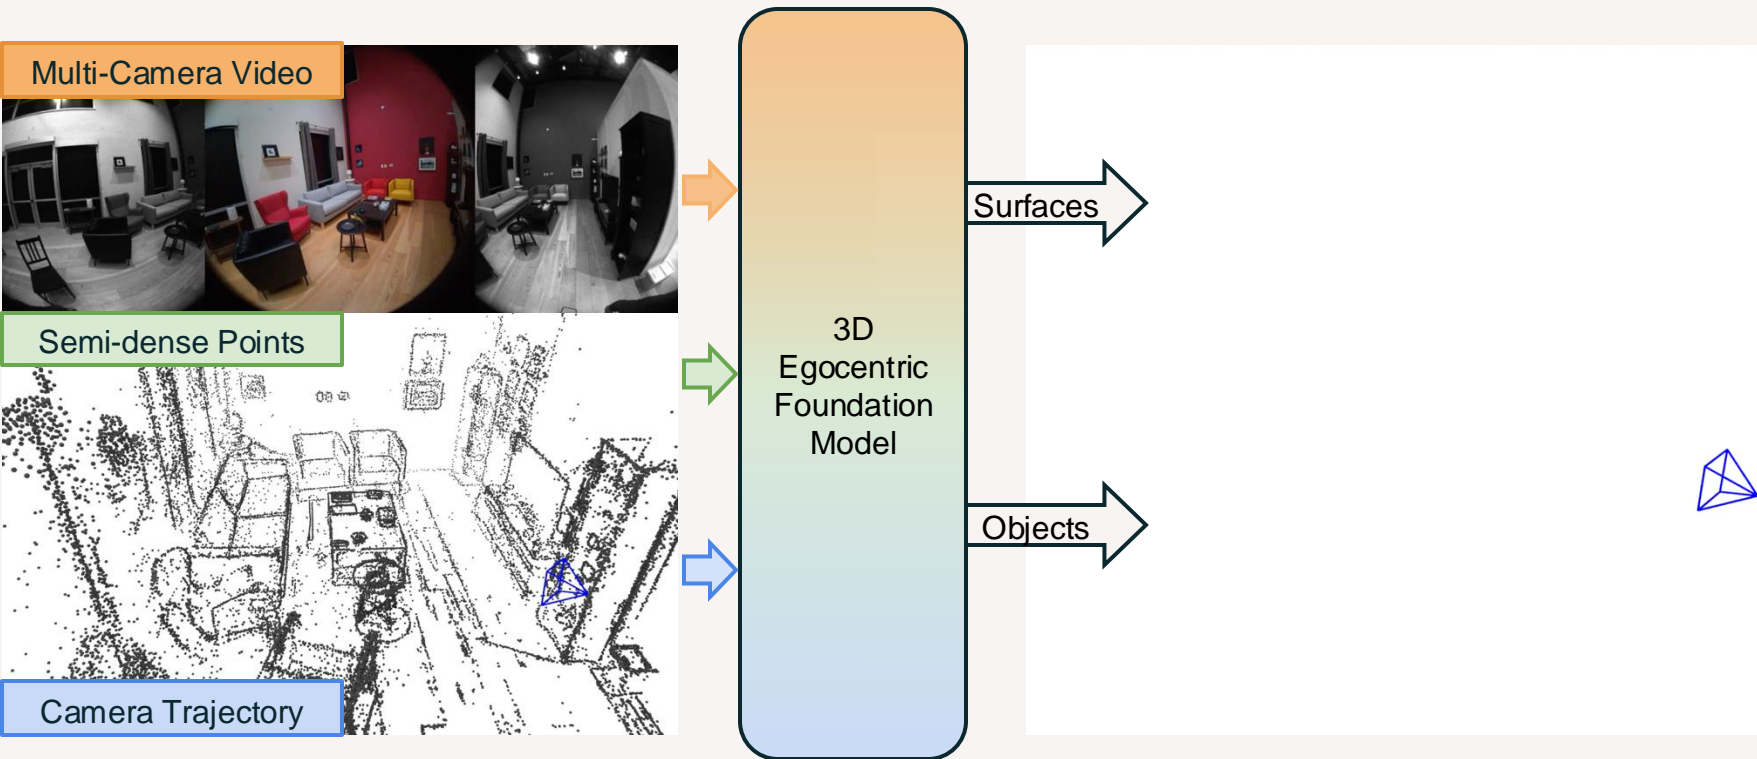 Multi-Camera Video
Semi-dense Points
Camera Trajectory
3D
Egocentric
Foundation
Model
Surfaces
Objects